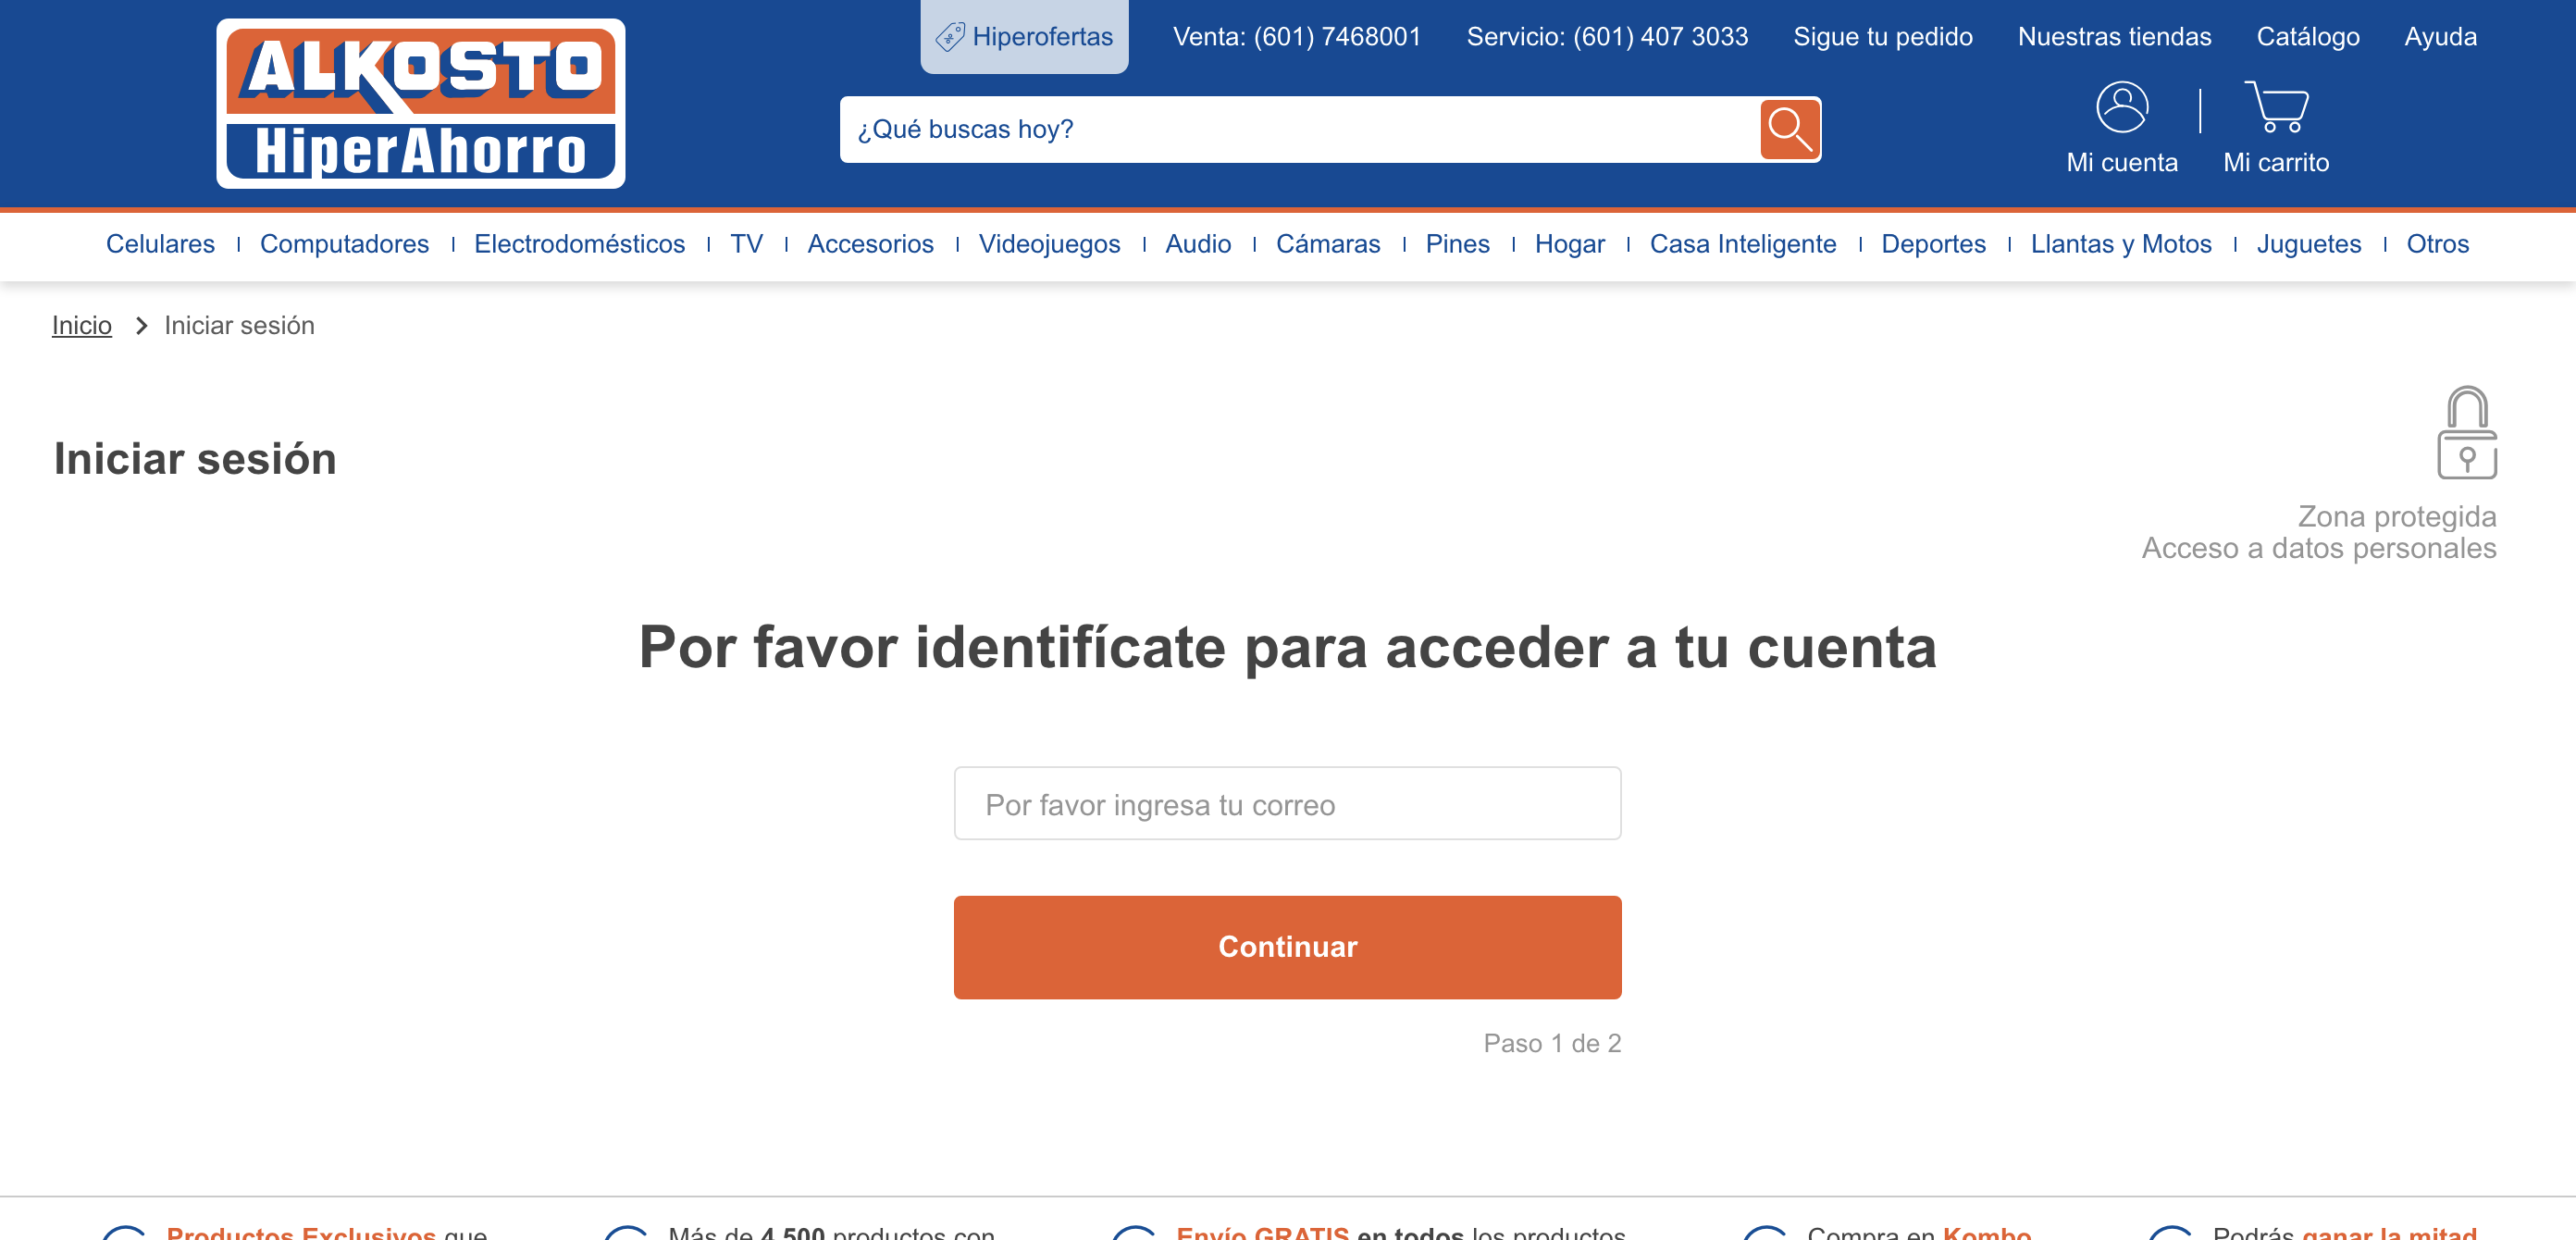 ALKOSTO
HiperAhorro
Hiperofertas
Venta: (601) 7468001
Servicio: (601) 407 3033
Sigue tu pedido
Nuestras tiendas
Catálogo
Ayuda
¿Qué buscas hoy?
Mi cuenta
Mi carrito
Celulares
Computadores
Electrodomésticos
TV
Accesorios
Videojuegos
Audio
Cámaras
Pines
Hogar
Casa Inteligente
Deportes
Llantas y Motos
Juguetes
Otros
Inicio
Iniciar sesión
Iniciar sesión
Zona protegida
Acceso a datos personales
Por favor identifícate para acceder a tu cuenta
Por favor ingresa tu correo
Continuar
Paso 1 de 2
Productos Exclusivos que
Más de 4.500 productos con
Envío GRATIS en todos los productos
Compra en Kombo
Podrás ganar la mitad